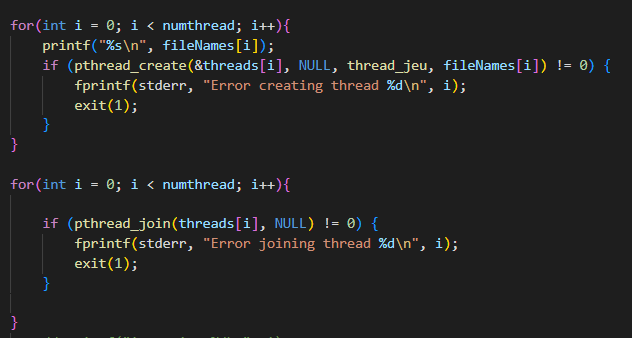 for(int i = 0; i < numthread; i++){
    printf("%s\n", fileNames[i]);
    if (pthread_create(&threads[i], NULL, thread_jeu, fileNames[i]) != 0) {
        fprintf(stderr, "Error creating thread %d\n", i);
        exit(1);
    }
}
for(int i = 0; i < numthread; i++){
    if (pthread_join(threads[i], NULL) != 0) {
        fprintf(stderr, "Error joining thread %d\n", i);
        exit(1);
    }
}